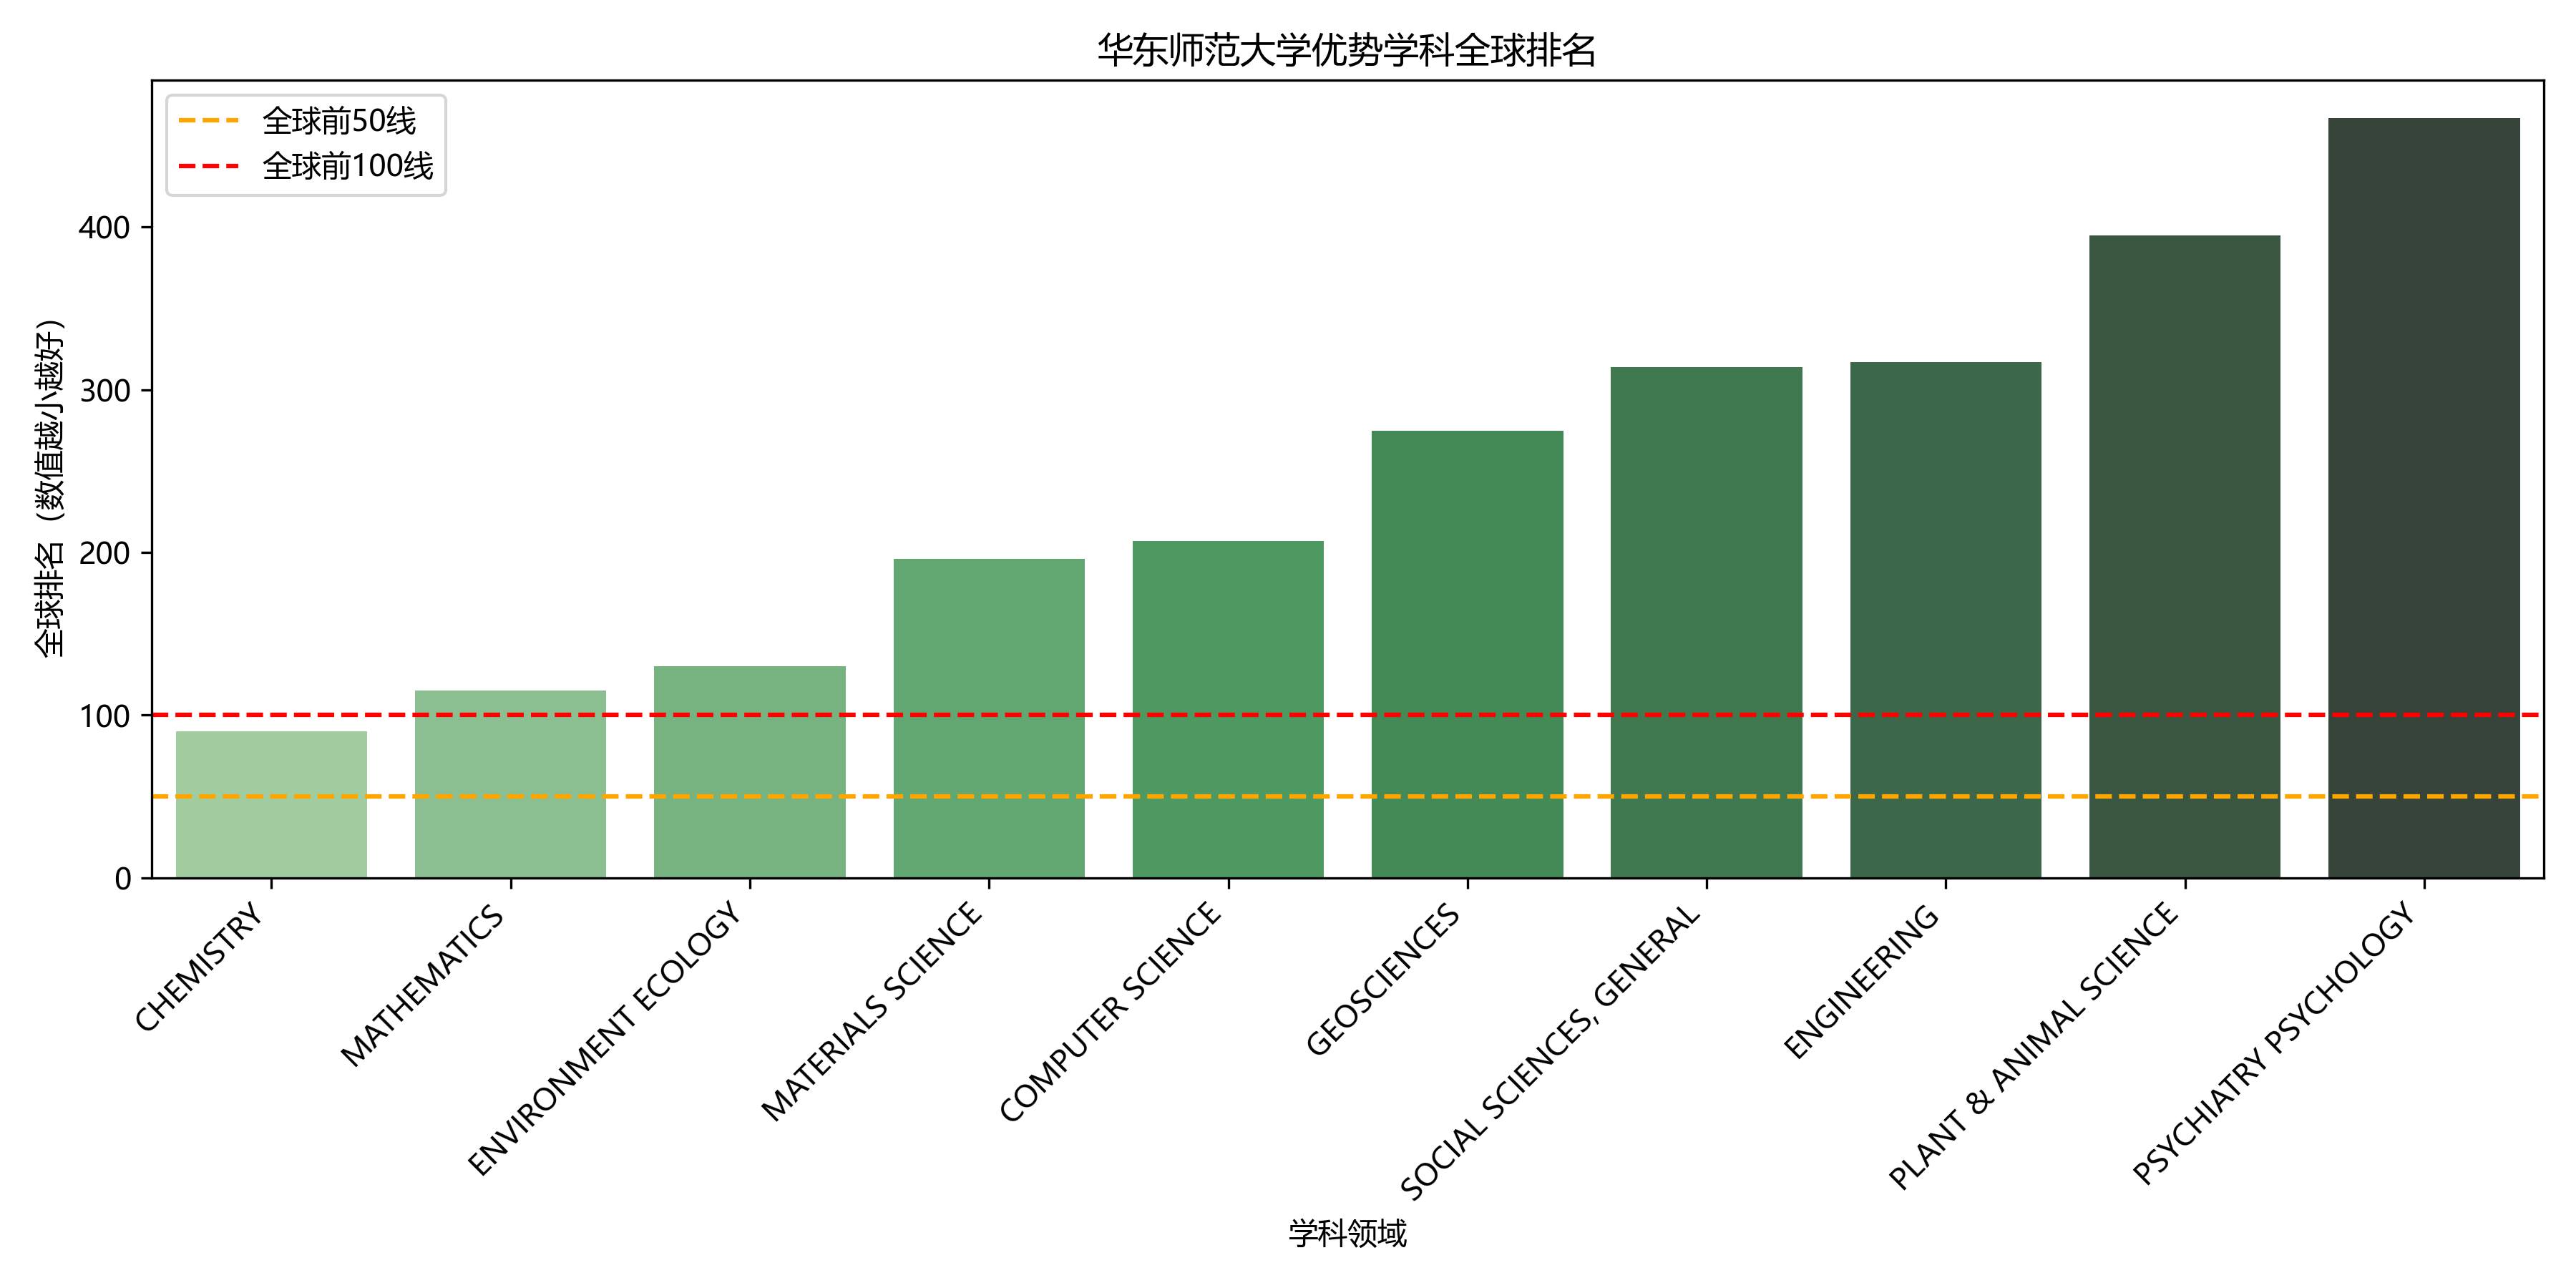 华东师范大学优势学科全球排名
全球前50线
全球前100线
全球排名（数值越小越好）
400
300
200
100
0
CHEMISTRY
MATHEMATICS
ENVIRONMENT ECOLOGY
MATERIALS SCIENCE
COMPUTER SCIENCE
GEOSCIENCES
SOCIAL SCIENCES, GENERAL
ENGINEERING
PLANT & ANIMAL SCIENCE
PSYCHIATRY PSYCHOLOGY
学科领域